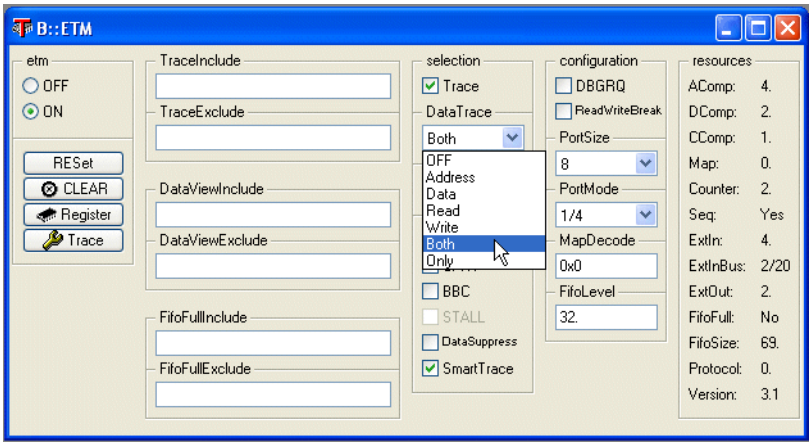 B::ETM
etm
OFF
ON
RESet
CLEAR
Register
Trace
TraceInclude
TraceExclude
DataViewInclude
DataViewExclude
FifoFullInclude
FifoFullExclude
selection
Trace
DataTrace
Both
OFF
Address
Data
Read
Write
Both
Only
BBC
STALL
DataSuppress
SmartTrace
configuration
DBGRQ
ReadWriteBreak
PortSize
8
PortMode
1/4
MapDecode
0x0
FifoLevel
32.
resources
AComp: 4.
DComp: 2.
CComp: 1.
Map: 0.
Counter: 2.
Seq: Yes
ExtIn: 4.
ExtInBus: 2/20
ExtOut: 2.
FifoFull: No
FifoSize: 69.
Protocol: 0.
Version: 3.1